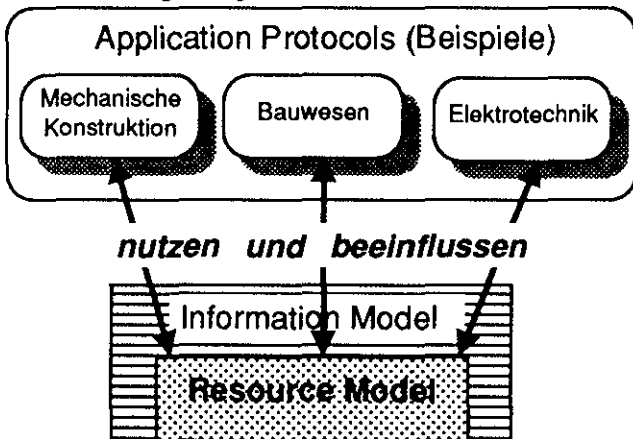 Application Protocols (Beispiele)
Mechanische
Konstruktion
Bauwesen
Elektrotechnik
nutzen und beeinflussen
Information Model
Resource Model